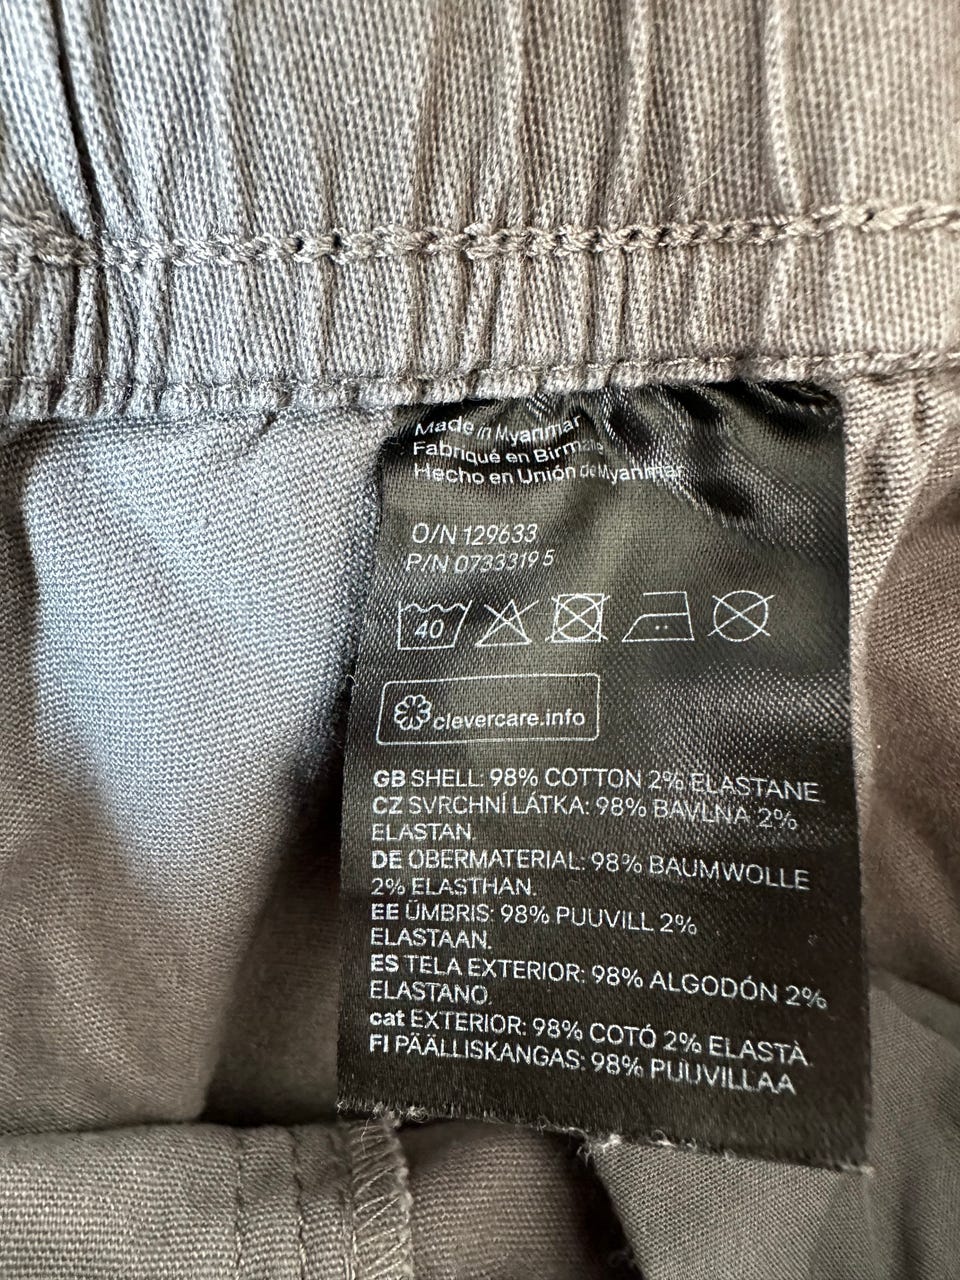 Made in Myanmar
Fabriqué en
Hecho en Unión de Myanmar
O/N 129633
P/N 0733319 5
40
clevercare.info
GB SHELL: 98% COTTON 2% ELASTANE
CZ SVRCHNÍ LÁTKA: 98% BAVLNA 2%
ELASTAN.
DE OBERMATERIAL: 98% BAUMWOLLE
2% ELASTHAN.
EE ÜMBRIS: 98% PUUVILL 2%
ELASTAAN.
ES TELA EXTERIOR: 98% ALGODÓN 2%
ELASTANO.
cat EXTERIOR: 98% COTÓ 2% ELASTÀ
FI PÄÄLLISKANGAS: 98% PUUVILLAA